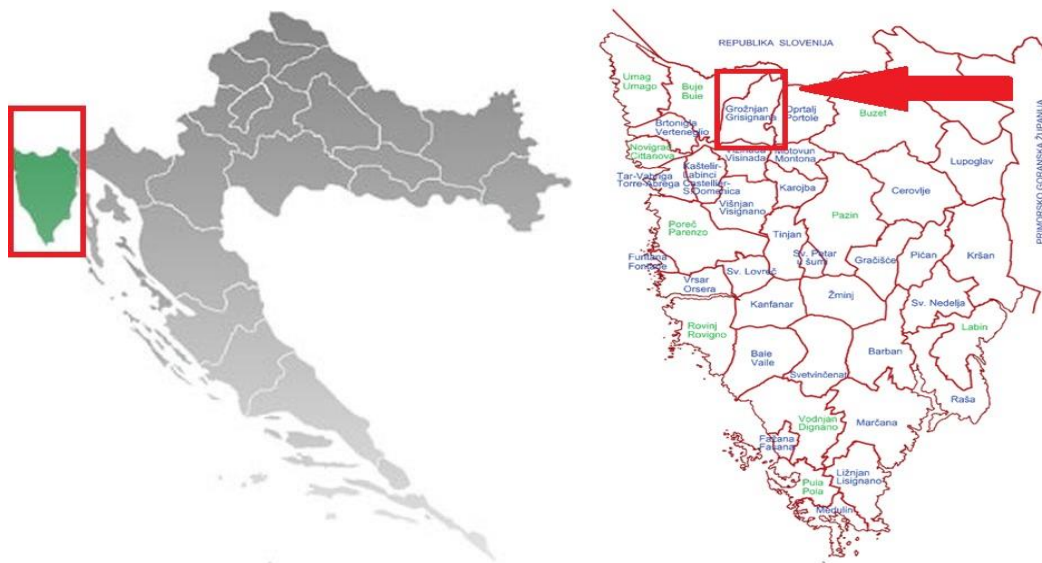 REPUBLIKA SLOVENIJA
PRIMORSKO GORANSKA ŽUPANIJA
Umag
Umago
Buje
Buie
Grožnjan
Grisignana
Oprtalj
Portole
Buzet
Brtonigla
Verteneglio
Novigrad
Cittanova
Vižinada
Visinada
Motovun
Montona
Lupoglav
Tar-Vabriga
Torre-Abrega
Kaštelir-
Labinci
Castellier-
S.Domenica
Karojba
Cerovlje
Višnjan
Visignano
Pazin
Poreč
Parenzo
Tinjan
Sv. Petar
u šumi
Gračišće
Pićan
Kršan
Funtana
Fontane
Sv. Lovreč
Vrsar
Orsera
Kanfanar
Žminj
Sv. Nedelja
Rovinj
Rovigno
Labin
Bale
Valle
Svetvinčenat
Barban
Raša
Vodnjan
Dignano
Marčana
Fažana
Fasana
Ližnjan
Lisignano
Pula
Pola
Medulin